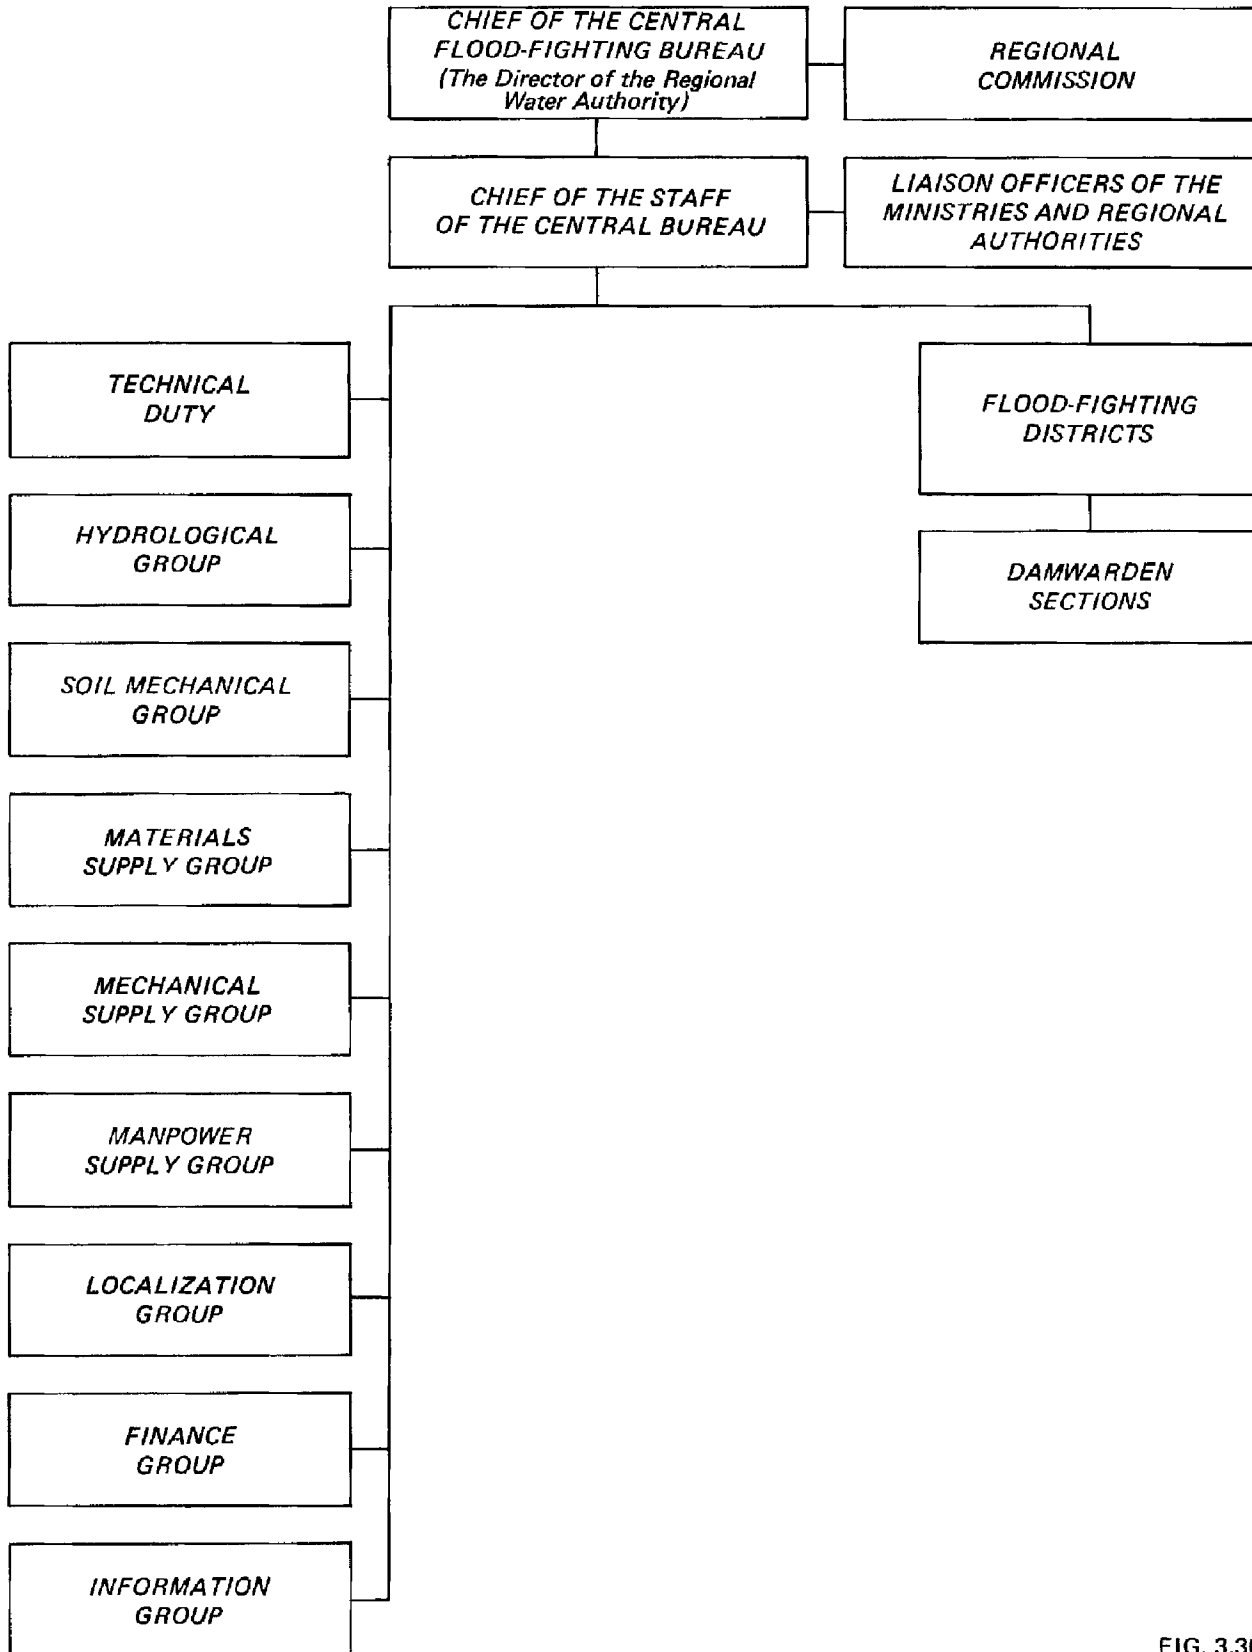 CHIEF OF THE CENTRAL
FLOOD-FIGHTING BUREAU
(The Director of the Regional
Water Authority)
REGIONAL
COMMISSION
CHIEF OF THE STAFF
OF THE CENTRAL BUREAU
LIAISON OFFICERS OF THE
MINISTRIES AND REGIONAL
AUTHORITIES
TECHNICAL
DUTY
FLOOD-FIGHTING
DISTRICTS
HYDROLOGICAL
GROUP
DAMWARDEN
SECTIONS
SOIL MECHANICAL
GROUP
MATERIALS
SUPPLY GROUP
MECHANICAL
SUPPLY GROUP
MANPOWER
SUPPLY GROUP
LOCALIZATION
GROUP
FINANCE
GROUP
INFORMATION
GROUP
FIG.